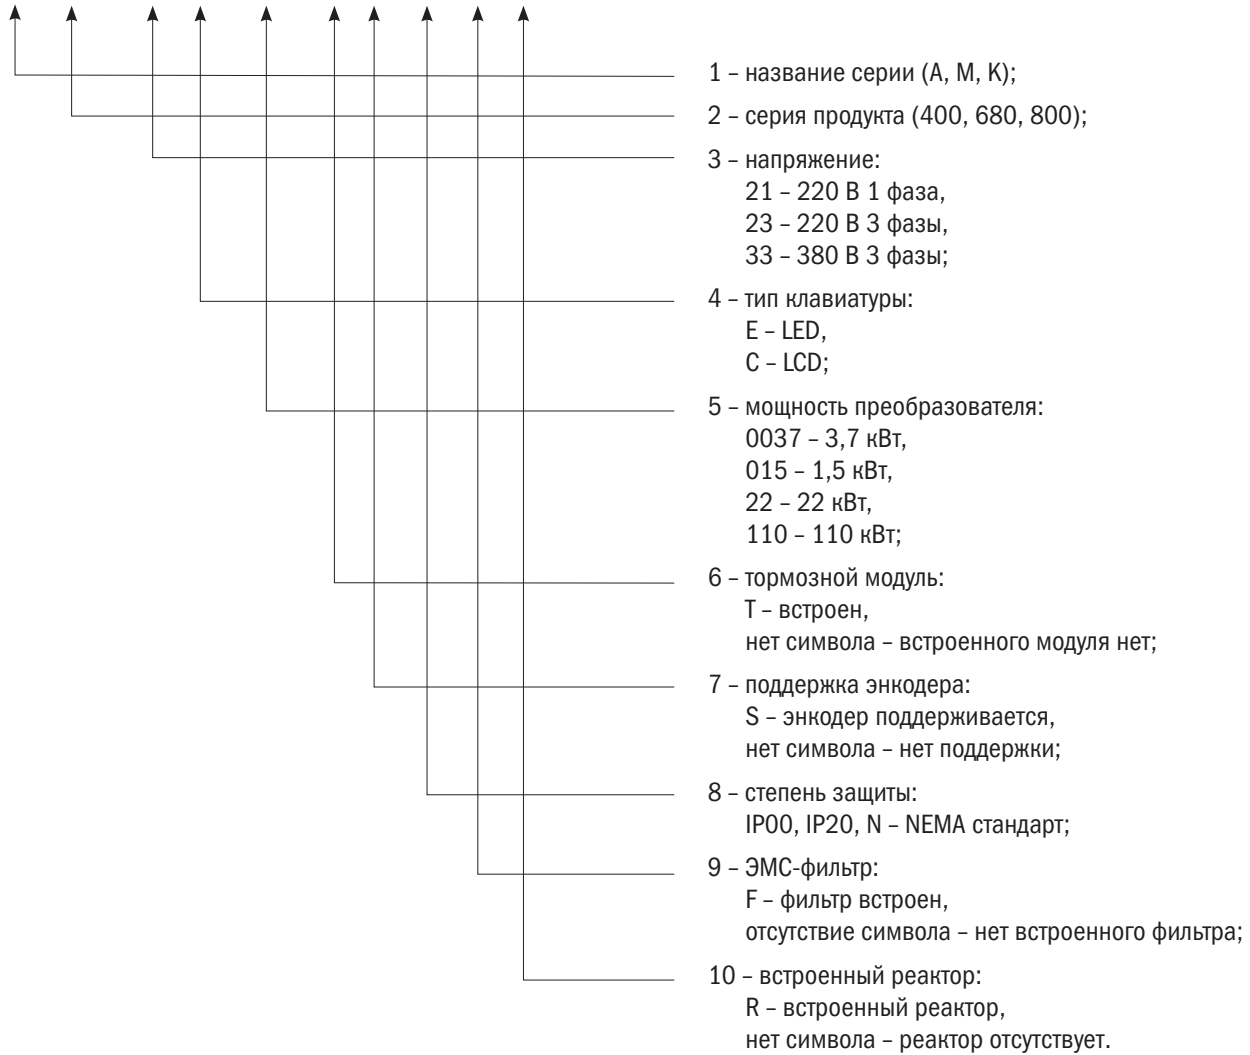 1 – название серии (A, M, K);
2 – серия продукта (400, 680, 800);
3 – напряжение:
21 – 220 В 1 фаза,
23 – 220 В 3 фазы,
33 – 380 В 3 фазы;
4 – тип клавиатуры:
E – LED,
C – LCD;
5 – мощность преобразователя:
0037 – 3,7 кВт,
015 – 1,5 кВт,
22 – 22 кВт,
110 – 110 кВт;
6 – тормозной модуль:
T – встроен,
нет символа – встроенного модуля нет;
7 – поддержка энкодера:
S – энкодер поддерживается,
нет символа – нет поддержки;
8 – степень защиты:
IP00, IP20, N – NEMA стандарт;
9 – ЭМС-фильтр:
F – фильтр встроен,
отсутствие символа – нет встроенного фильтра;
10 – встроенный реактор:
R – встроенный реактор,
нет символа – реактор отсутствует.